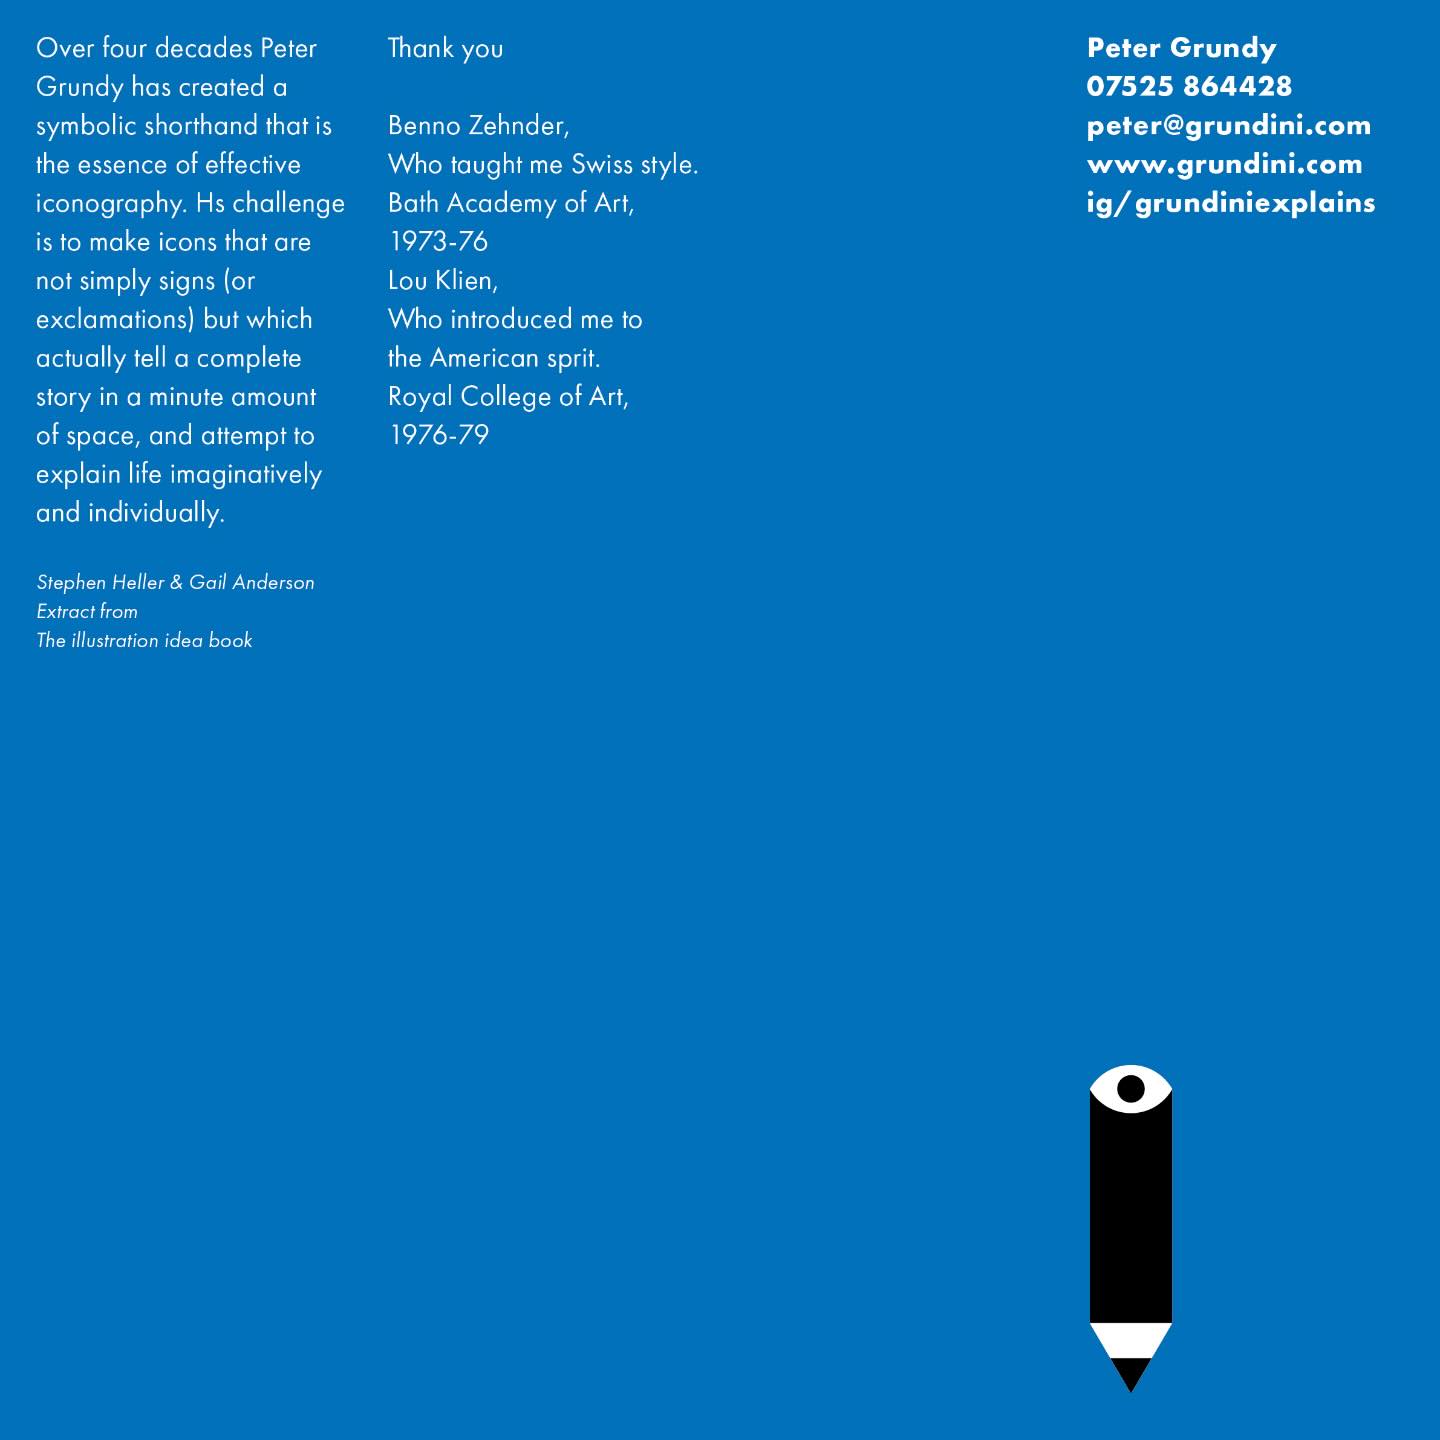 Over four decades Peter
Grundy has created a
symbolic shorthand that is
the essence of effective
iconography. Hs challenge
is to make icons that are
not simply signs (or
exclamations) but which
actually tell a complete
story in a minute amount
of space, and attempt to
explain life imaginatively
and individually.
Stephen Heller & Gail Anderson
Extract from
The illustration idea book
Thank you
Benno Zehnder,
Who taught me Swiss style.
Bath Academy of Art,
1973-76
Lou Klien,
Who introduced me to
the American sprit.
Royal College of Art,
1976-79
Peter Grundy
07525 864428
peter@grundini.com
www.grundini.com
ig/grundiniexplains